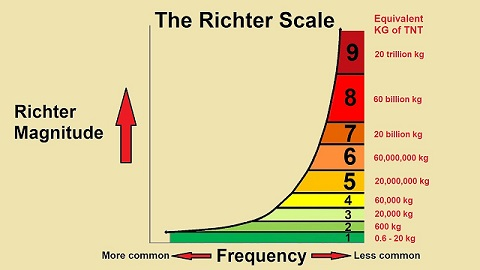 The Richter Scale
Equivalent
KG of TNT
Richter
Magnitude
9 20 trillion kg
8 60 billion kg
7 20 billion kg
6 60,000,000 kg
5 20,000,000 kg
4 60,000 kg
3 20,000 kg
2 600 kg
1 0.6 - 20 kg
More common Frequency Less common